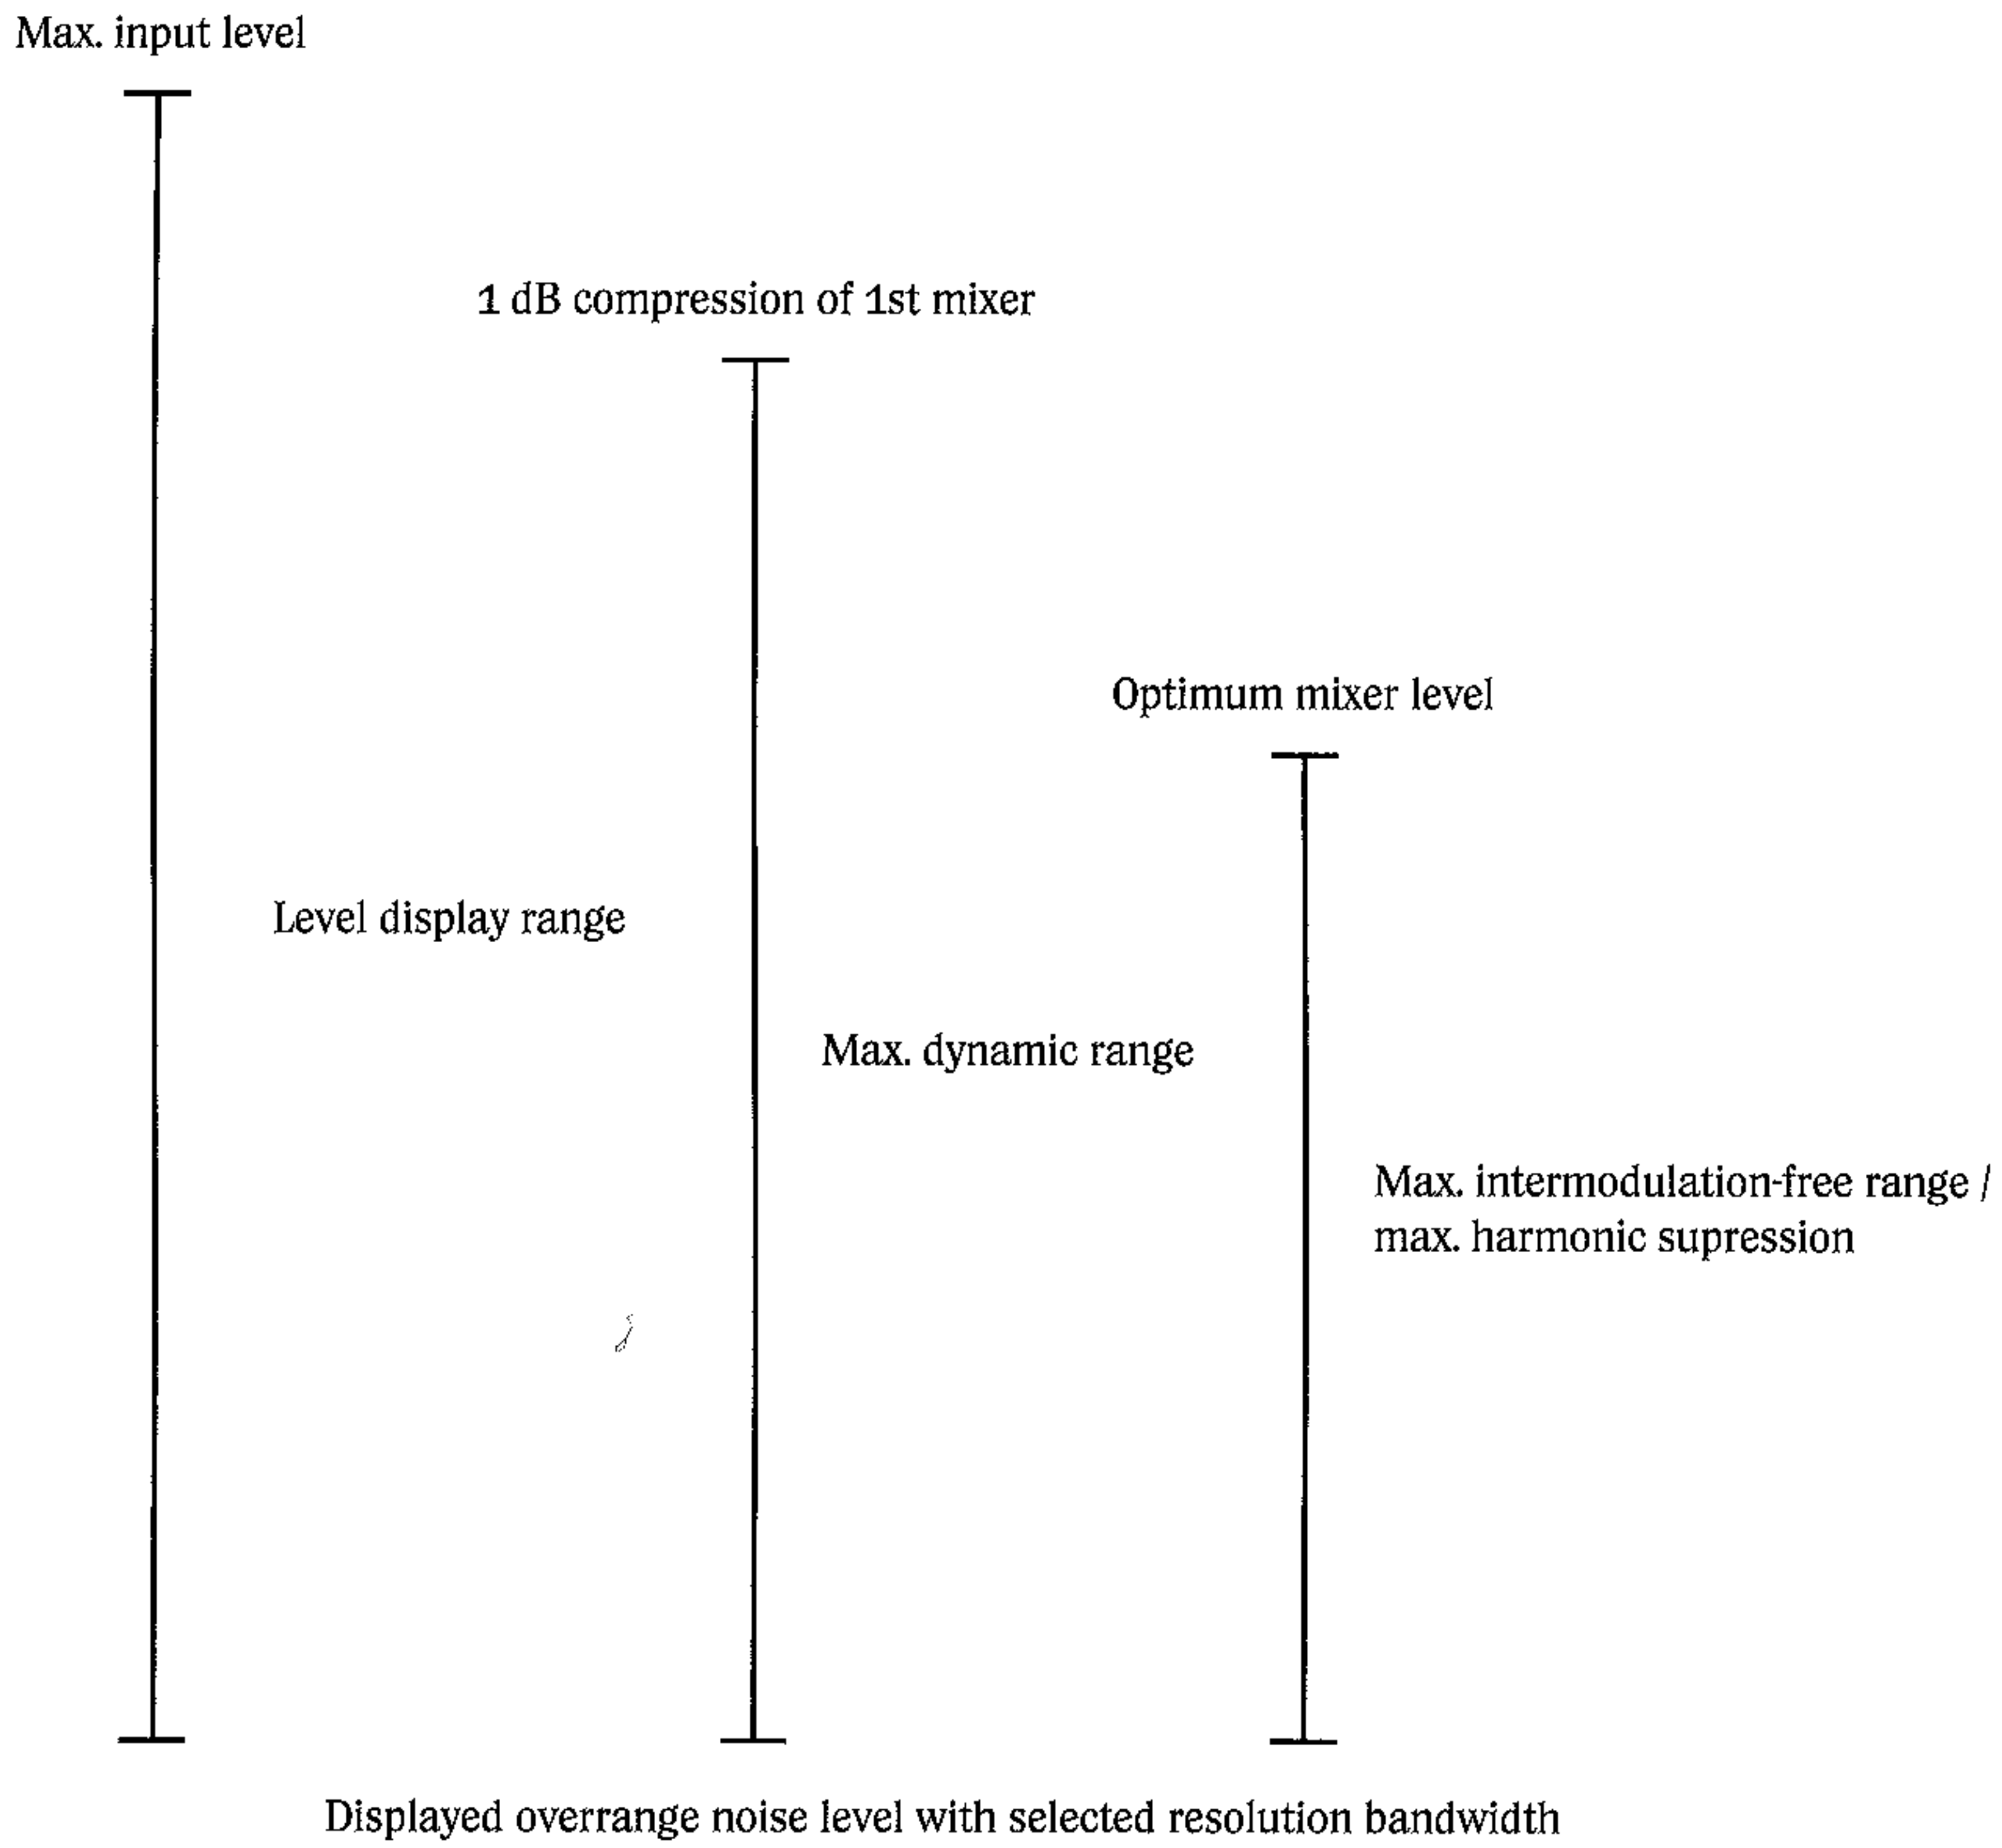 Max. input level
1 dB compression of 1st mixer
Optimum mixer level
Level display range
Max. dynamic range
Max. intermodulation-free range /
max. harmonic supression
Displayed overrange noise level with selected resolution bandwidth